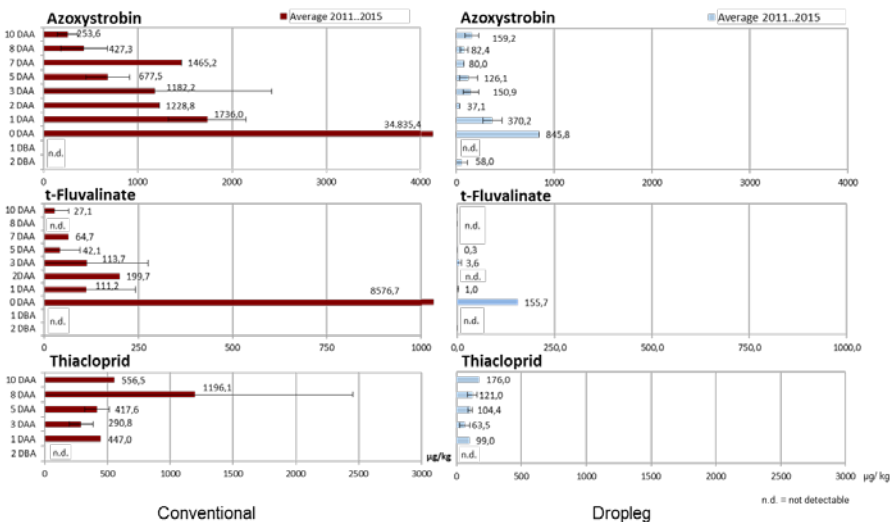 Azoxystrobin
Average 2011..2015
10 DAA 253,6
8 DAA 427,3
7 DAA 1465,2
5 DAA 677,5
3 DAA 1182,2
2 DAA 1228,8
1 DAA 1736,0
0 DAA 34.835,4
1 DBA n.d.
2 DBA
0 1000 2000 3000 4000
t-Fluvalinate
10 DAA 27,1
8 DAA n.d.
7 DAA 64,7
5 DAA 42,1
3 DAA 113,7
2DAA 199,7
1 DAA 111,2
0 DAA 8576,7
1 DBA n.d.
2 DBA
0 250 500 750 1000
Thiacloprid
10 DAA 556,5
8 DAA 1196,1
5 DAA 417,6
3 DAA 290,8
1 DAA 447,0
2 DBA n.d.
0 500 1000 1500 2000 2500 3000
µg/kg
Conventional
Azoxystrobin
Average 2011..2015
159,2
82,4
80,0
126,1
150,9
37,1
370,2
845,8
n.d.
58,0
0 1000 2000 3000 4000
t-Fluvalinate
n.d.
0,3
3,6
n.d.
1,0
155,7
n.d.
0,0 250,0 500,0 750,0 1000,0
Thiacloprid
176,0
121,0
104,4
63,5
99,0
n.d.
0 500 1000 1500 2000 2500 3000
µg/ kg
n.d. = not detectable
Dropleg